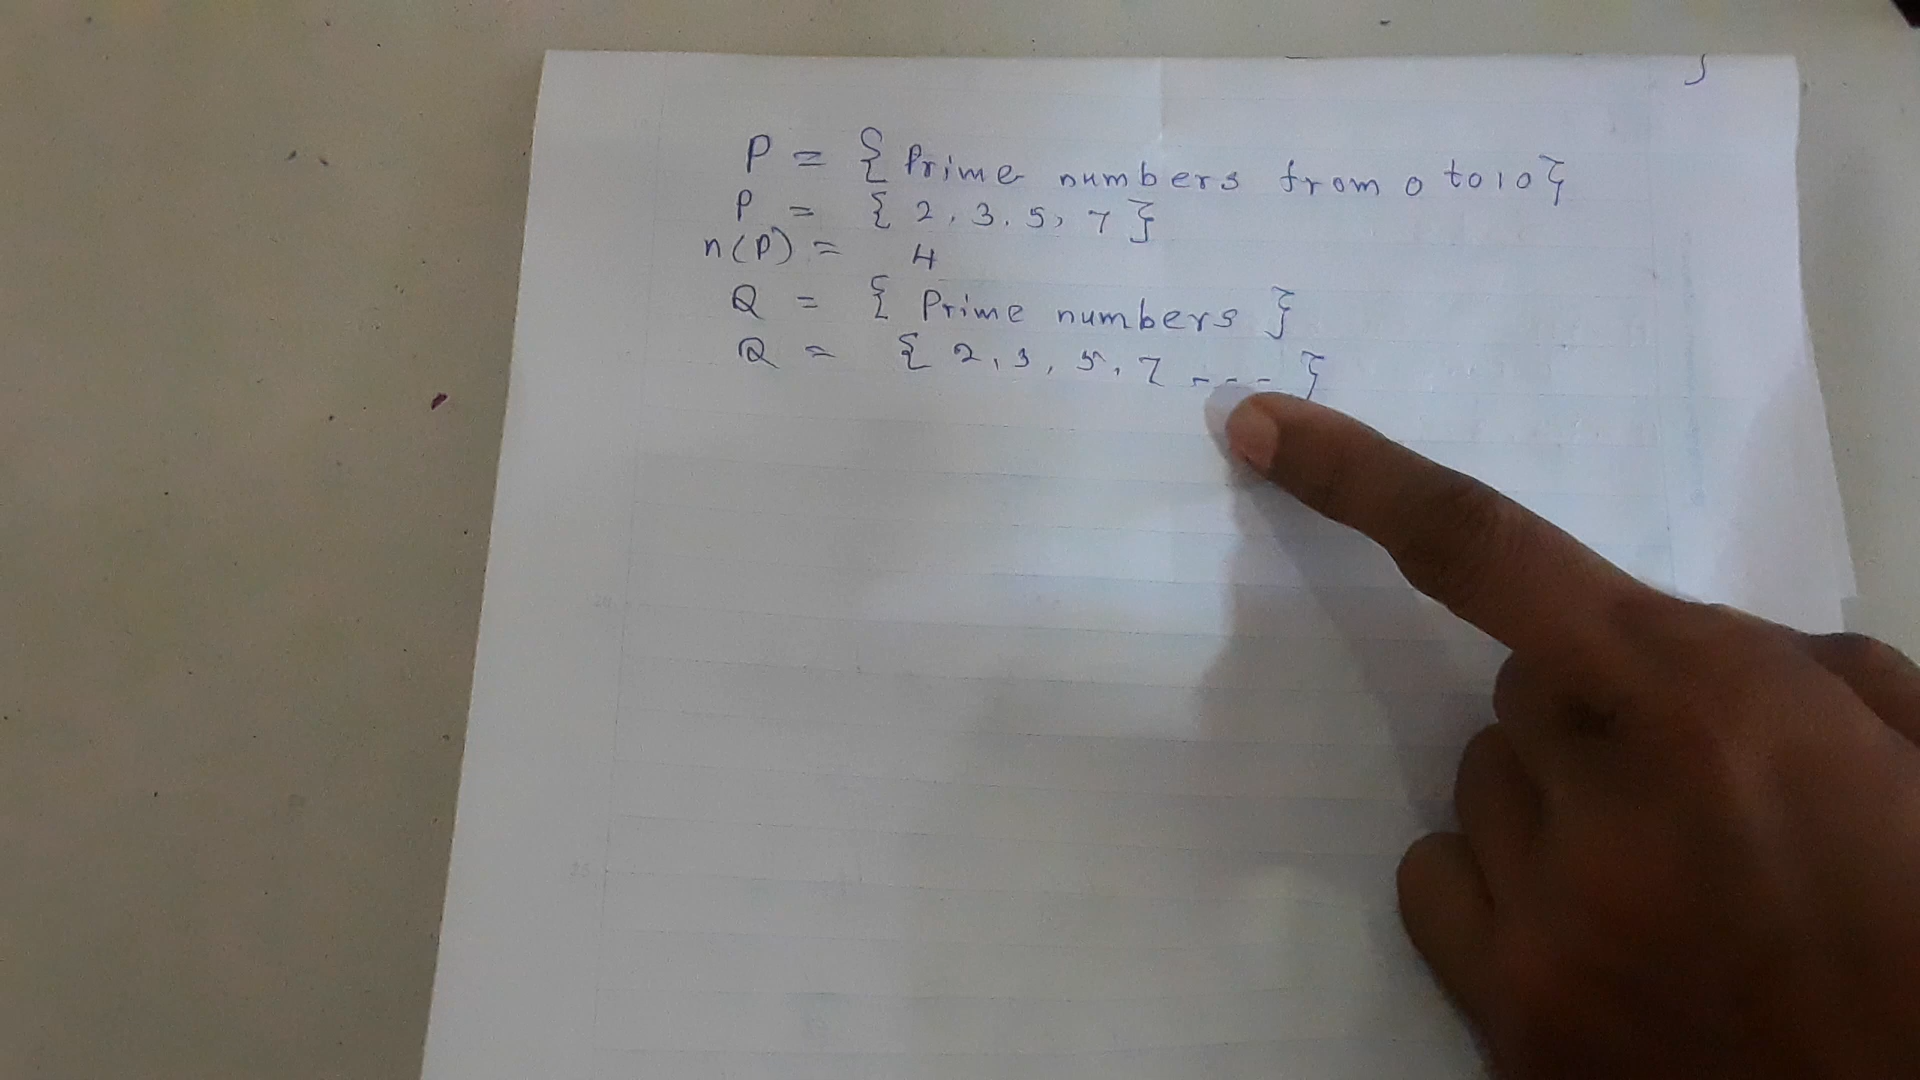 P = { Prime numbers from 0 to 10 }
P = { 2, 3, 5, 7 }
n(P) = 4
Q = { Prime numbers }
Q = { 2, 3, 5, 7 - - - }